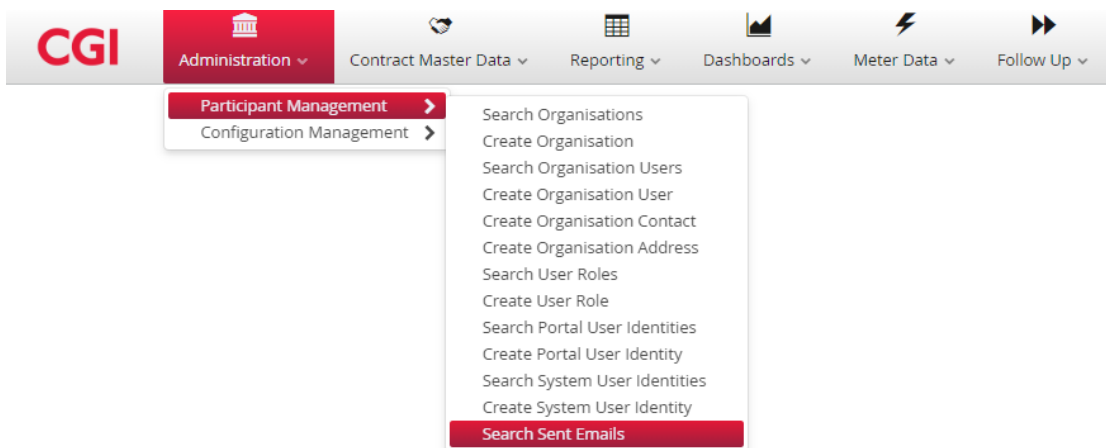 CGI
Administration
Contract Master Data
Reporting
Dashboards
Meter Data
Follow Up
Participant Management
Configuration Management
Search Organisations
Create Organisation
Search Organisation Users
Create Organisation User
Create Organisation Contact
Create Organisation Address
Search User Roles
Create User Role
Search Portal User Identities
Create Portal User Identity
Search System User Identities
Create System User Identity
Search Sent Emails